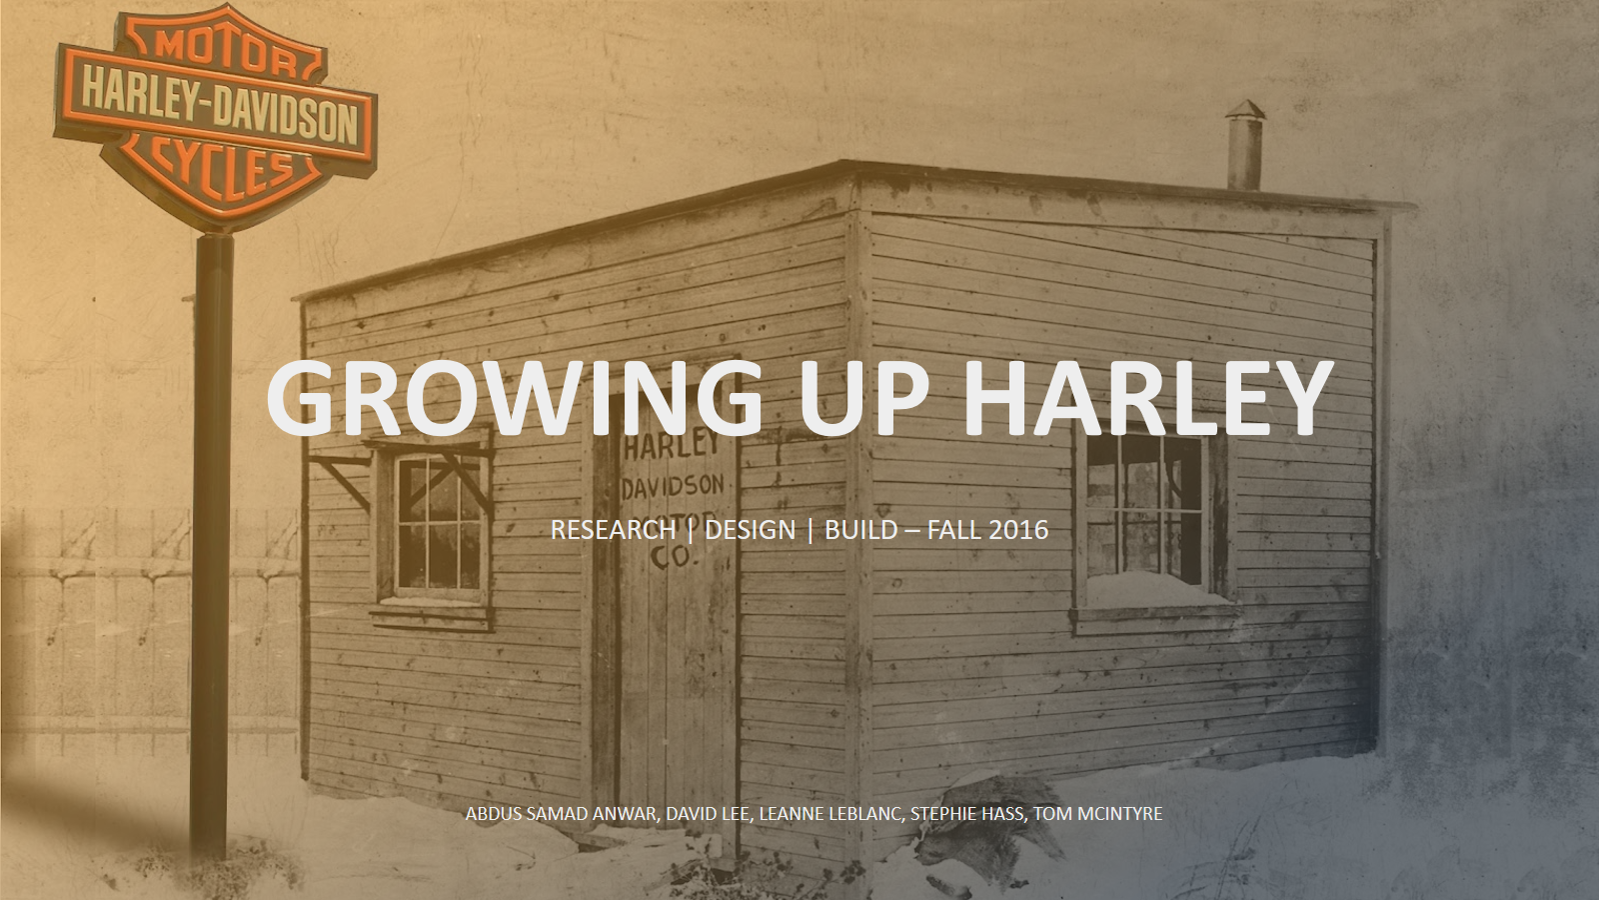 MOTOR
HARLEY-DAVIDSON
CYCLES
GROWING UP HARLEY
HARLEY
DAVIDSON
MOTOR
CO.
RESEARCH | DESIGN | BUILD – FALL 2016
ABDUS SAMAD ANWAR, DAVID LEE, LEANNE LEBLANC, STEPHIE HASS, TOM MCINTYRE